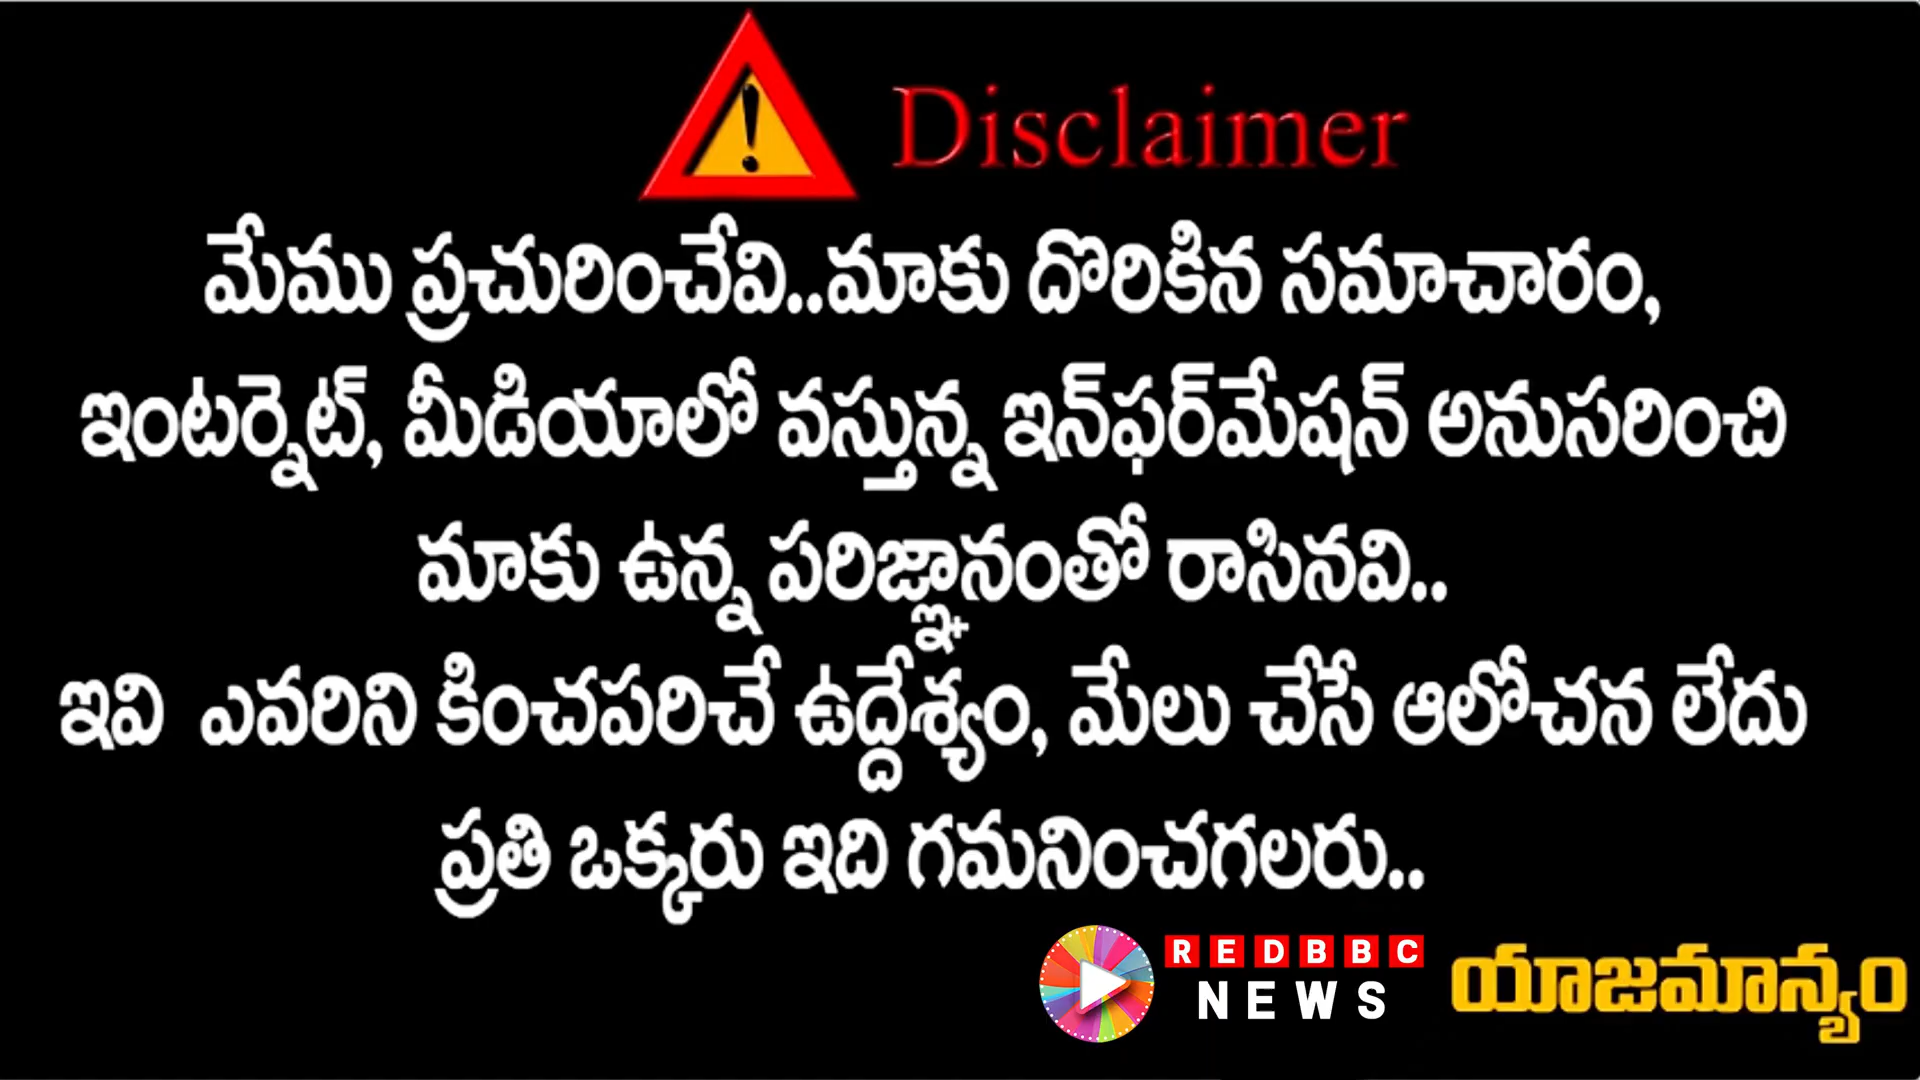 Disclaimer
మేము ప్రచురించేవి..మాకు దొరికిన సమాచారం,
ఇంటర్నెట్, మీడియాలో వస్తున్న ఇన్‌ఫర్‌మేషన్ అనుసరించి
మాకు ఉన్న పరిజ్ఞానంతో రాసినవి..
ఇవి ఎవరిని కించపరిచే ఉద్దేశ్యం, మేలు చేసే ఆలోచన లేదు
ప్రతి ఒక్కరు ఇది గమనించగలరు..
REDBBC
NEWS
యాజమాన్యం